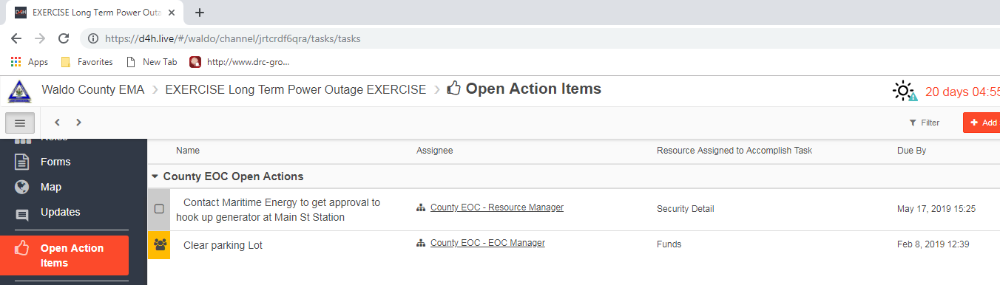 D4H EXERCISE Long Term Power Outa
https://d4h.live/#/waldo/channel/jrtcrdf6qra/tasks/tasks
Apps Favorites New Tab http://www.drc-gro...
Waldo County EMA EXERCISE Long Term Power Outage EXERCISE Open Action Items 20 days 04:55
Filter Add
Forms
Map
Updates
Open Action
Items
Name Assignee Resource Assigned to Accomplish Task Due By
County EOC Open Actions
Contact Maritime Energy to get approval to
hook up generator at Main St Station
County EOC - Resource Manager Security Detail May 17, 2019 15:25
Clear parking Lot County EOC - EOC Manager Funds Feb 8, 2019 12:39